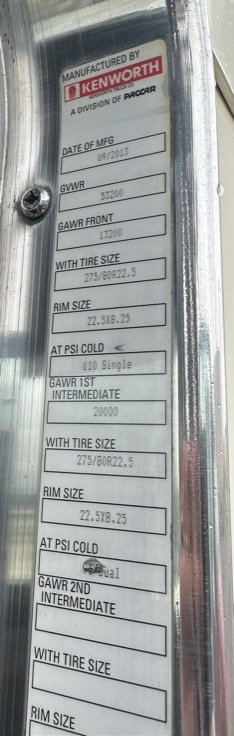 MANUFACTURED BY
KENWORTH
A DIVISION OF PACCAR
DATE OF MFG
09/2013
GVWR
53200
GAWR FRONT
13200
WITH TIRE SIZE
275/80R22.5
RIM SIZE
22.5X8.25
AT PSI COLD
110 Single
GAWR 1ST
INTERMEDIATE
20000
WITH TIRE SIZE
275/80R22.5
RIM SIZE
22.5X8.25
AT PSI COLD
Dual
GAWR 2ND
INTERMEDIATE
WITH TIRE SIZE
RIM SIZE